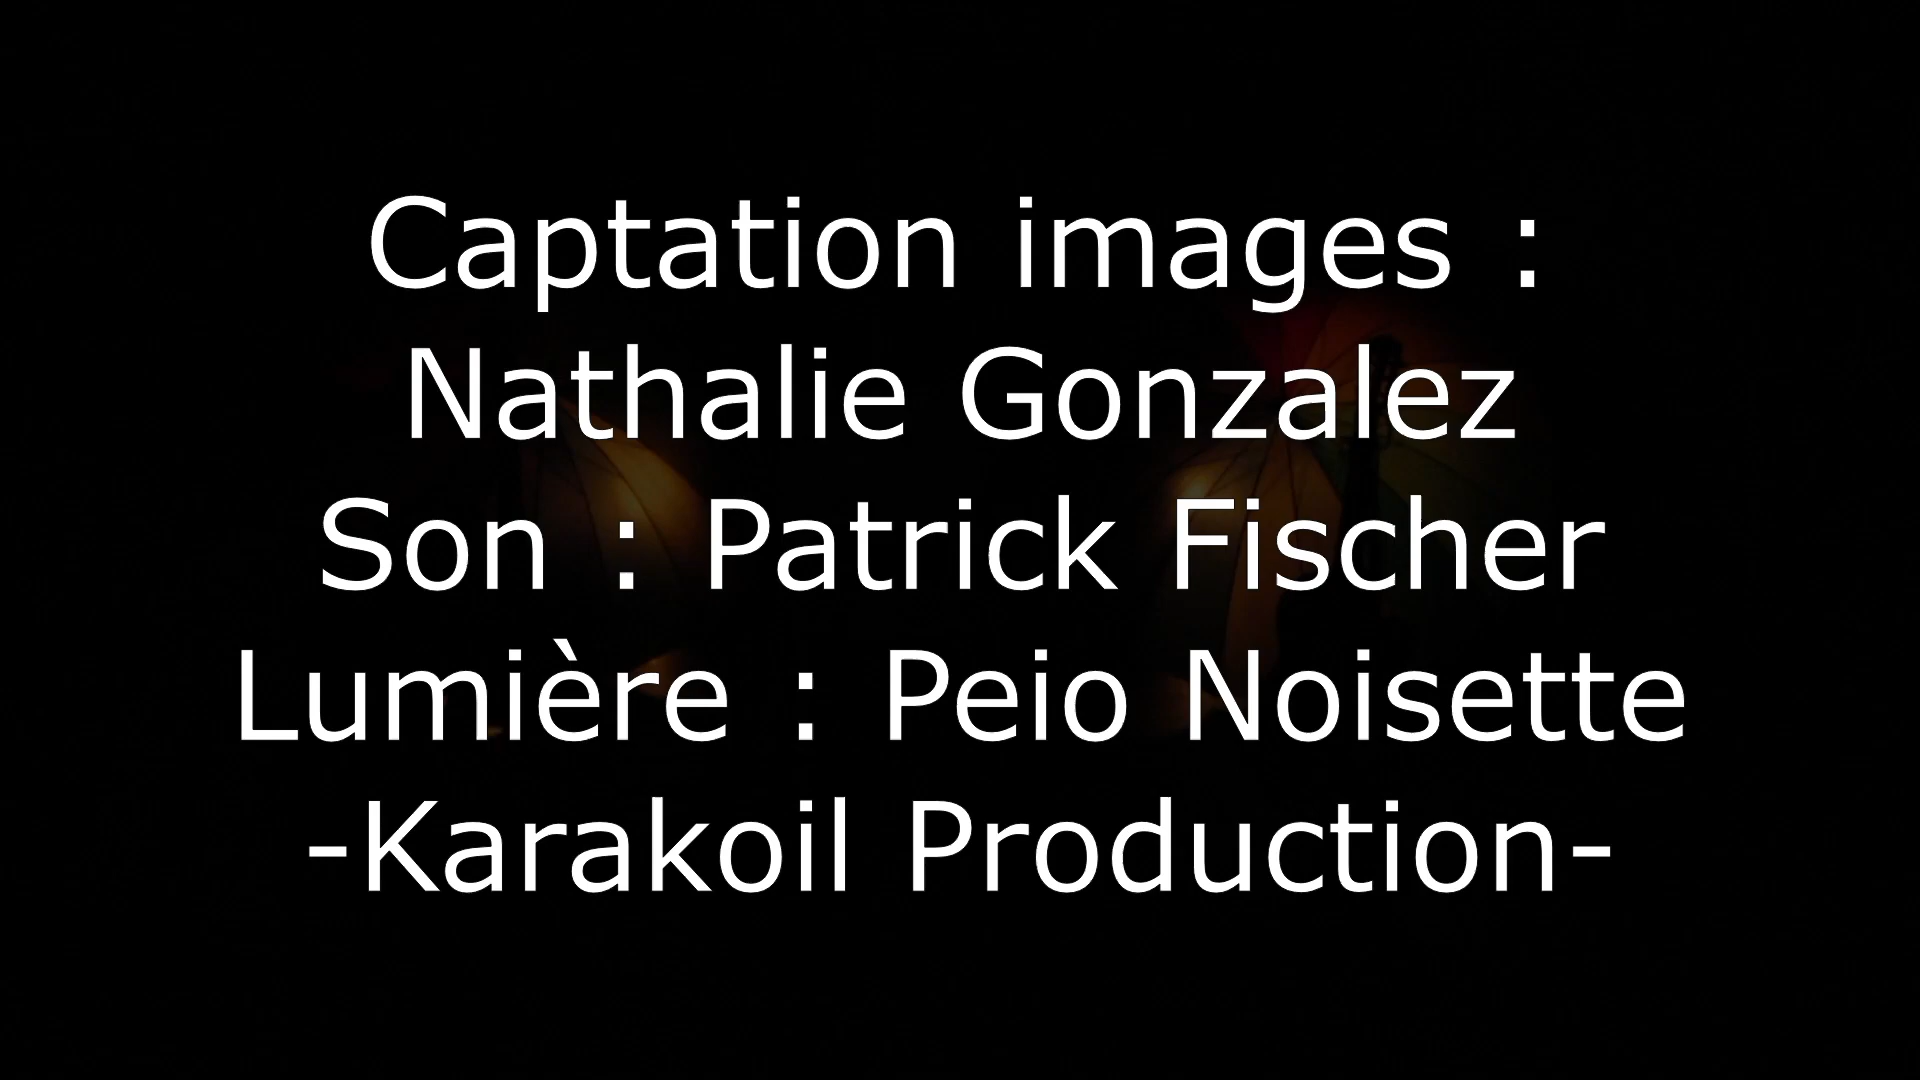 Captation images :
Nathalie Gonzalez
Son : Patrick Fischer
Lumière : Peio Noisette
-Karakoil Production-